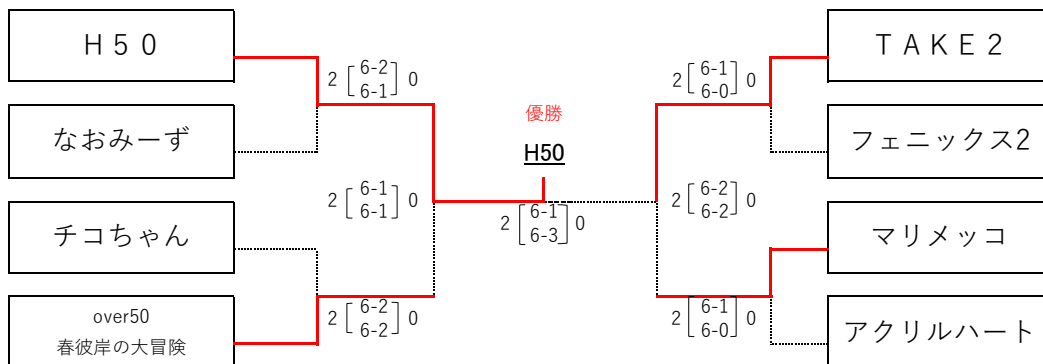 H50
なおみーず
チコちゃん
over50
春彼岸の大冒険
2 [6-2 6-1] 0
2 [6-1 6-1] 0
2 [6-2 6-2] 0
優勝
H50
2 [6-1 6-3] 0
2 [6-1 6-0] 0
2 [6-2 6-2] 0
2 [6-1 6-0] 0
TAKE2
フェニックス2
マリメッコ
アクリルハート